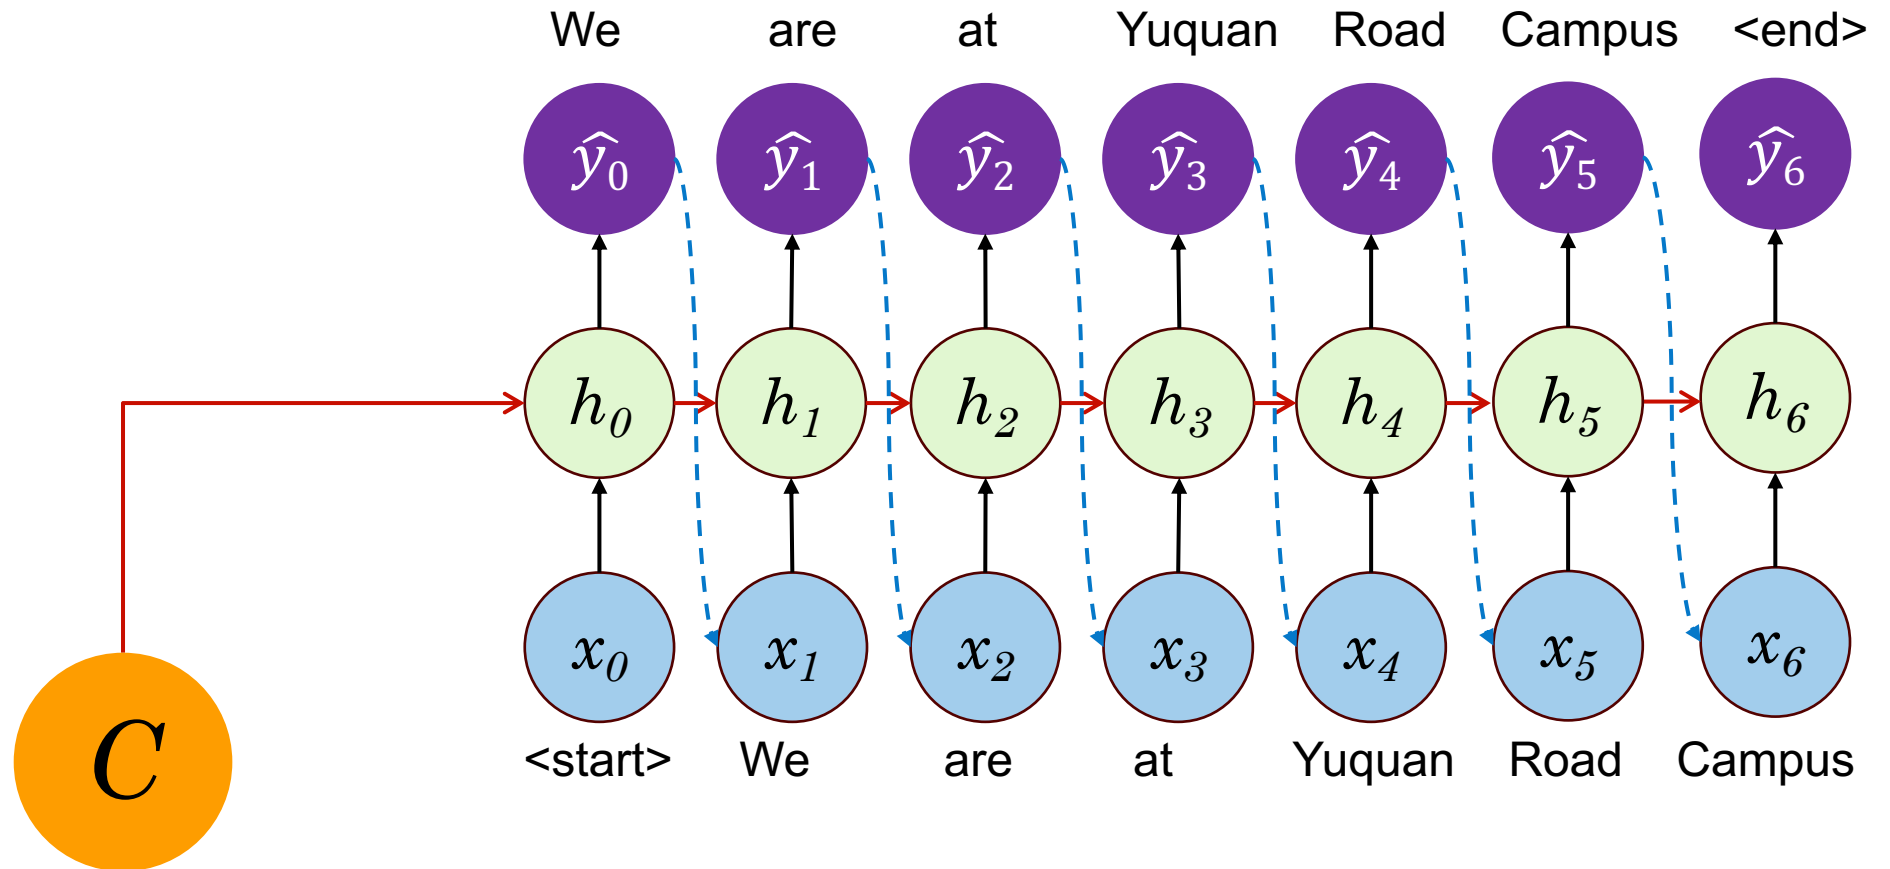 We are at Yuquan Road Campus <end>
ŷ₀ ŷ₁ ŷ₂ ŷ₃ ŷ₄ ŷ₅ ŷ₆
h₀ h₁ h₂ h₃ h₄ h₅ h₆
x₀ x₁ x₂ x₃ x₄ x₅ x₆
C
<start> We are at Yuquan Road Campus